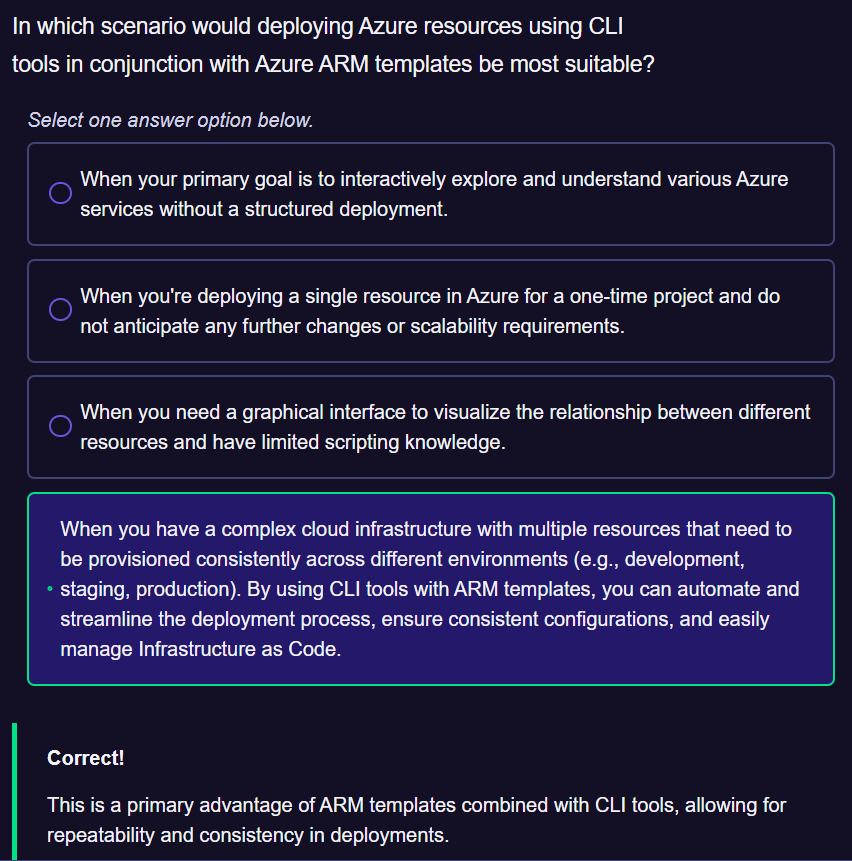 In which scenario would deploying Azure resources using CLI
tools in conjunction with Azure ARM templates be most suitable?
Select one answer option below.
When your primary goal is to interactively explore and understand various Azure
services without a structured deployment.
When you're deploying a single resource in Azure for a one-time project and do
not anticipate any further changes or scalability requirements.
When you need a graphical interface to visualize the relationship between different
resources and have limited scripting knowledge.
When you have a complex cloud infrastructure with multiple resources that need to
be provisioned consistently across different environments (e.g., development,
staging, production). By using CLI tools with ARM templates, you can automate and
streamline the deployment process, ensure consistent configurations, and easily
manage Infrastructure as Code.
Correct!
This is a primary advantage of ARM templates combined with CLI tools, allowing for
repeatability and consistency in deployments.